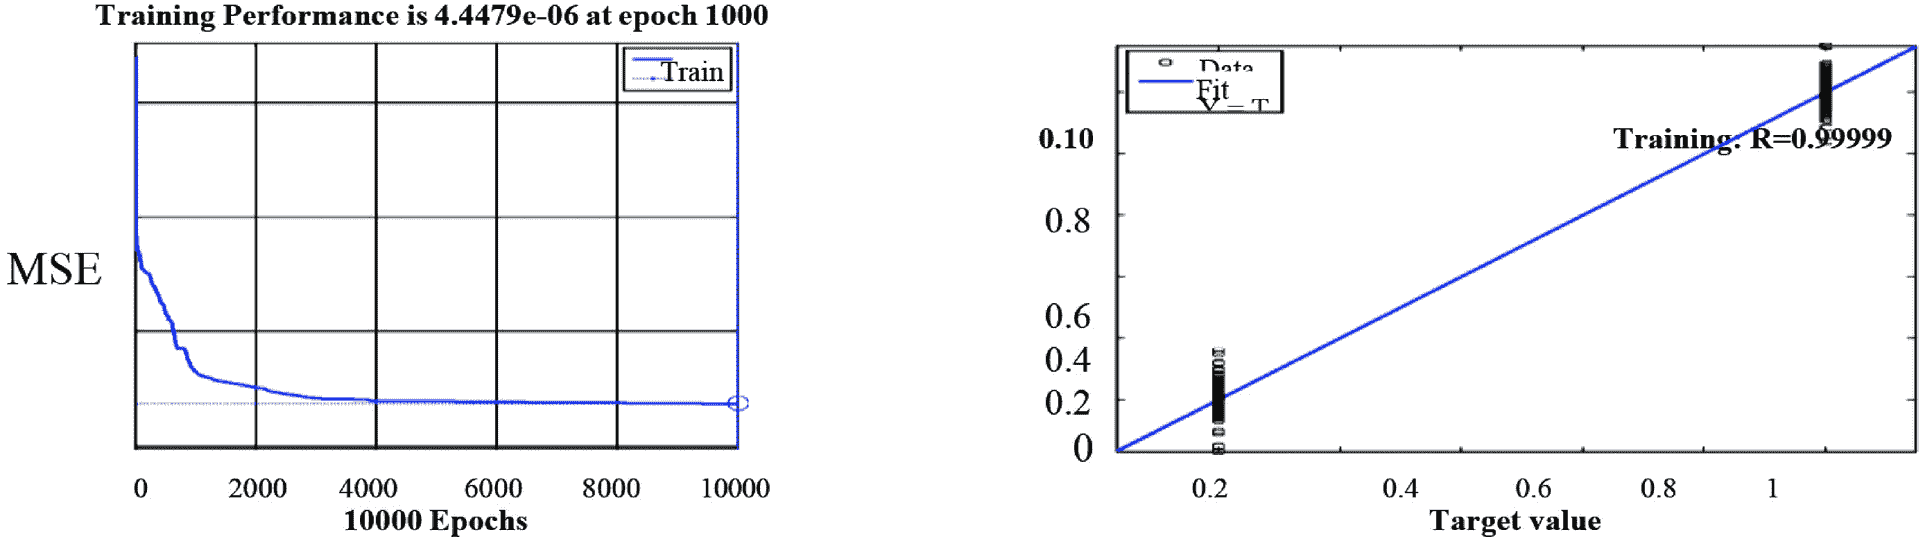 Training Performance is 4.4479e-06 at epoch 1000
Train
MSE
0 2000 4000 6000 8000 10000
10000 Epochs
Data
Fit
Y = T
0.10
Training: R=0.99999
0.8
0.6
0.4
0.2
0
0.2 0.4 0.6 0.8 1
Target value